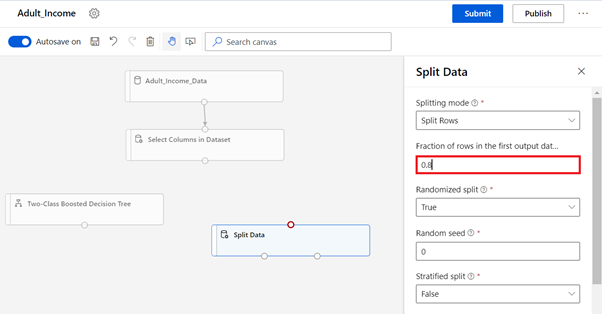 Adult_Income
Submit
Publish
Autosave on
Search canvas
Adult_Income_Data
Select Columns in Dataset
Two-Class Boosted Decision Tree
Split Data
Split Data
Splitting mode *
Split Rows
Fraction of rows in the first output dat...
0.8
Randomized split *
True
Random seed *
0
Stratified split *
False